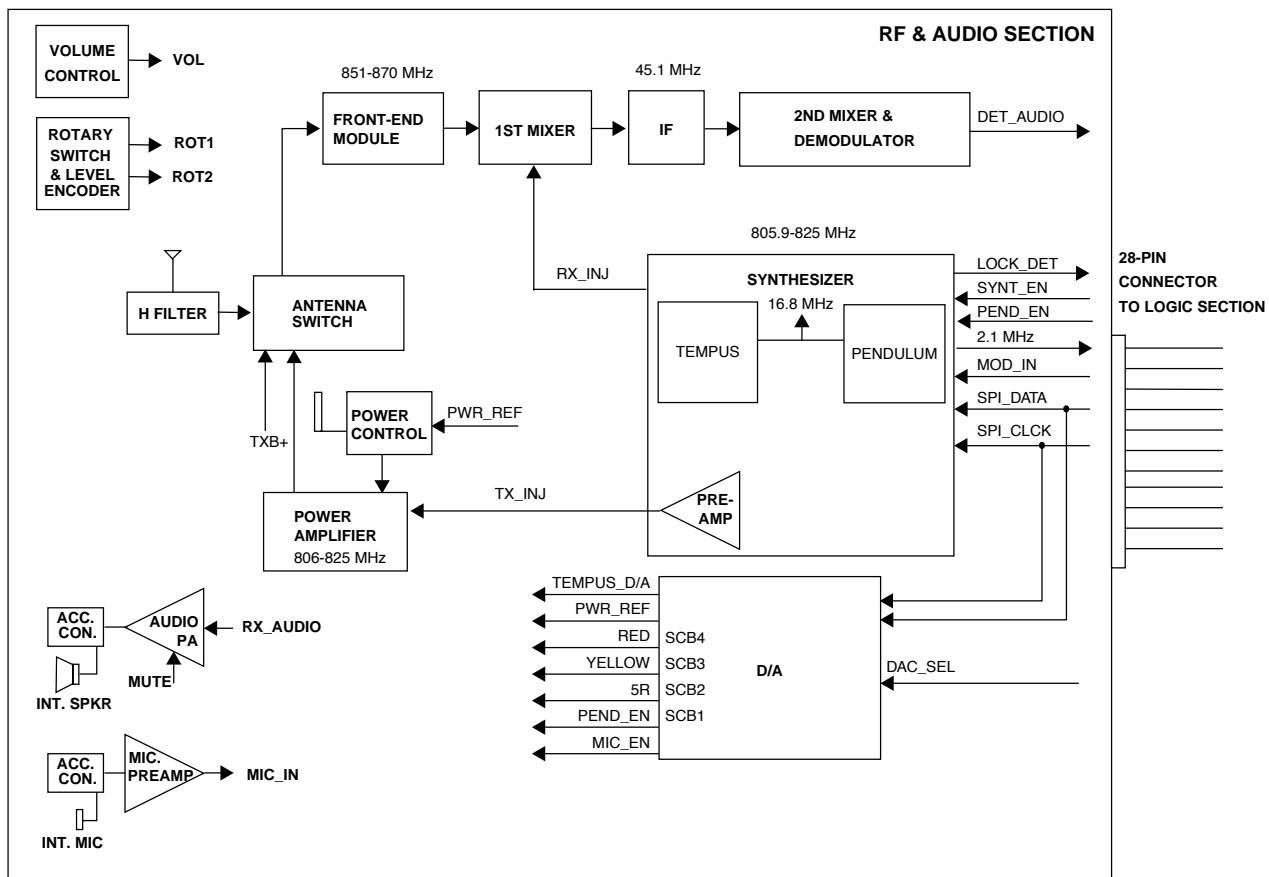 RF & AUDIO SECTION
VOLUME
CONTROL
VOL
ROTARY
SWITCH
& LEVEL
ENCODER
ROT1
ROT2
851-870 MHz
FRONT-END
MODULE
1ST MIXER
45.1 MHz
IF
2ND MIXER &
DEMODULATOR
DET_AUDIO
H FILTER
ANTENNA
SWITCH
RX_INJ
805.9-825 MHz
SYNTHESIZER
16.8 MHz
TEMPUS
PENDULUM
LOCK_DET
SYNT_EN
PEND_EN
2.1 MHz
MOD_IN
SPI_DATA
SPI_CLCK
28-PIN
CONNECTOR
TO LOGIC SECTION
TXB+
POWER
CONTROL
PWR_REF
TX_INJ
PRE-
AMP
POWER
AMPLIFIER
806-825 MHz
ACC.
CON.
AUDIO
PA
RX_AUDIO
MUTE
INT. SPKR
TEMPUS_D/A
PWR_REF
RED
YELLOW
5R
PEND_EN
MIC_EN
SCB4
SCB3
SCB2
SCB1
D/A
DAC_SEL
ACC.
CON.
MIC.
PREAMP
MIC_IN
INT. MIC